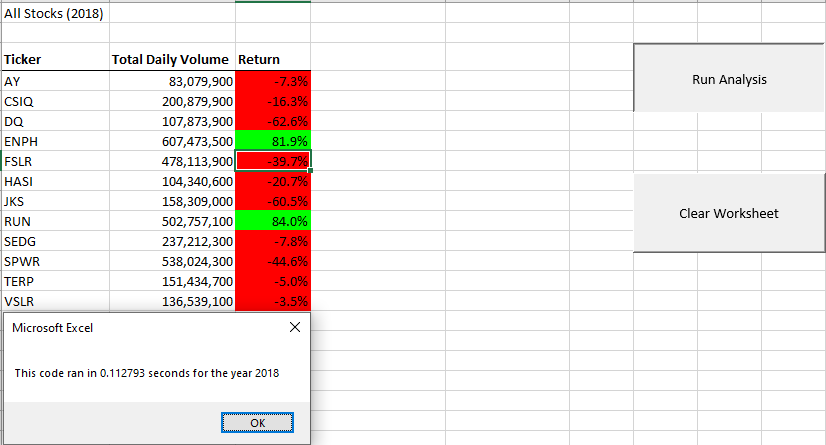 All Stocks (2018)
Ticker Total Daily Volume Return
AY 83,079,900 -7.3%
CSIQ 200,879,900 -16.3%
DQ 107,873,900 -62.6%
ENPH 607,473,500 81.9%
FSLR 478,113,900 -39.7%
HASI 104,340,600 -20.7%
JKS 158,309,000 -60.5%
RUN 502,757,100 84.0%
SEDG 237,212,300 -7.8%
SPWR 538,024,300 -44.6%
TERP 151,434,700 -5.0%
VSLR 136,539,100 -3.5%
Run Analysis
Clear Worksheet
Microsoft Excel
This code ran in 0.112793 seconds for the year 2018
OK